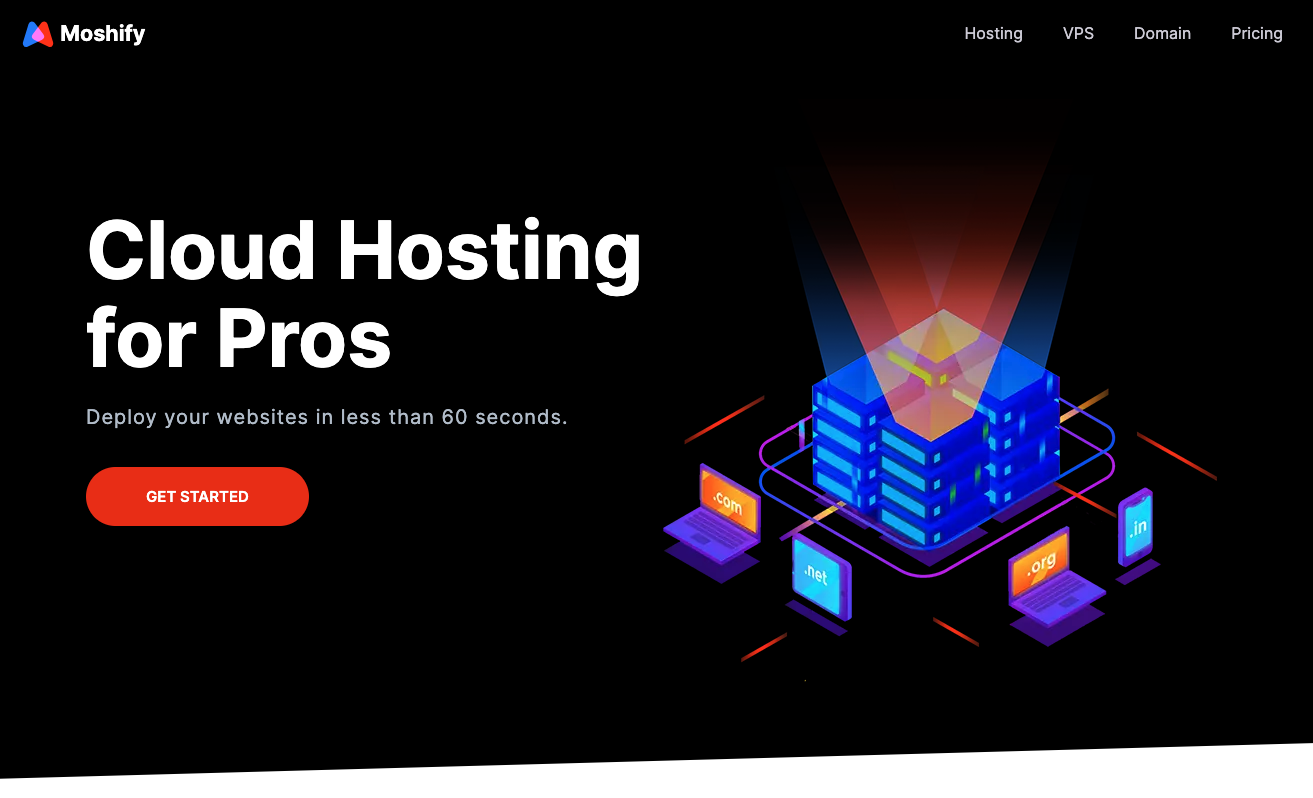 Moshify
Hosting
VPS
Domain
Pricing
Cloud Hosting
for Pros
Deploy your websites in less than 60 seconds.
GET STARTED
.com
.net
.org
.in